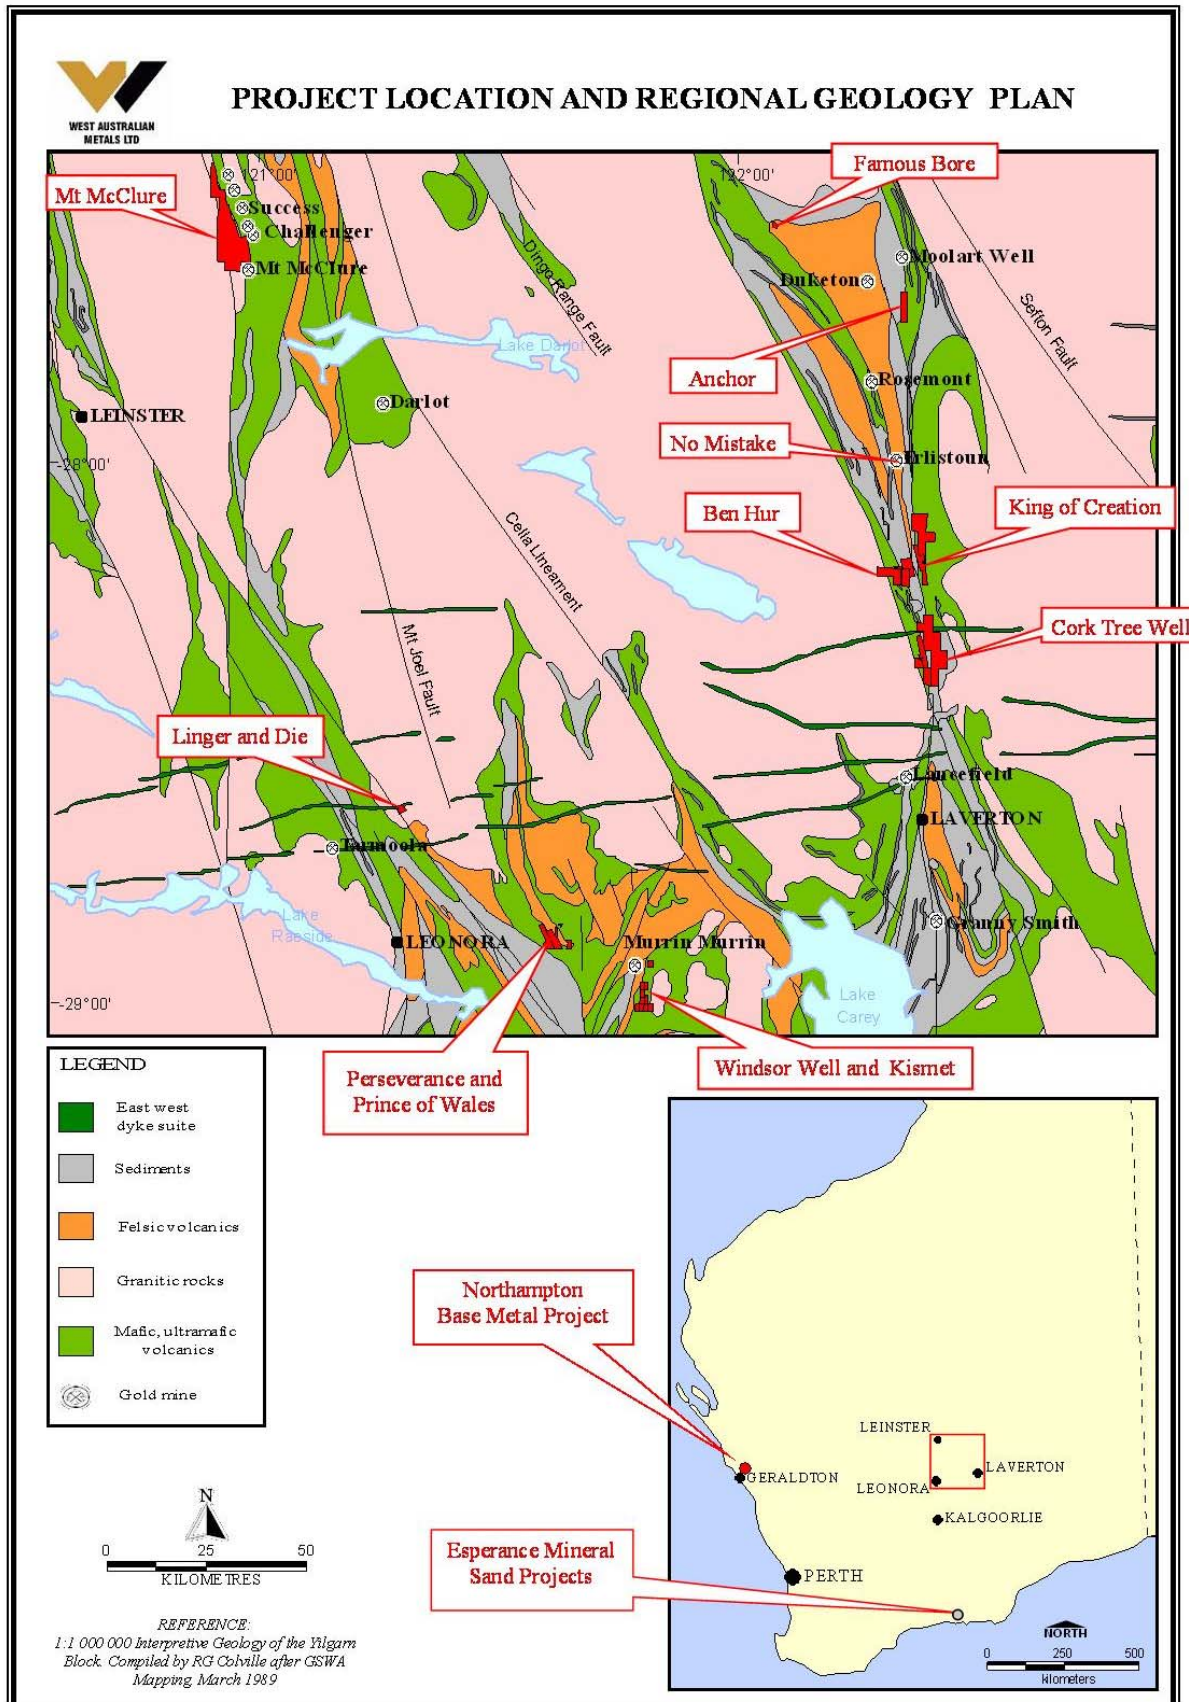 WEST AUSTRALIAN
METALS LTD
PROJECT LOCATION AND REGIONAL GEOLOGY PLAN
Famous Bore
Mt McClure
121°00'
122°00'
Success
Challenger
Mt McClure
Moolart Well
Duketon
Dingo Range Fault
Sefton Fault
Lake Darlot
Anchor
Rosemont
Darlot
LEINSTER
No Mistake
Erlistoun
-28°00'
Ben Hur
King of Creation
Celia Lineament
Cork Tree Well
Mt Joel Fault
Linger and Die
Lancefield
LAVERTON
Tarmoola
Lake
Raeside
Granny Smith
LEONORA
Murrin Murrin
-29°00'
Lake
Carey
Perseverance and
Prince of Wales
Windsor Well and Kismet
LEGEND
East west
dyke suite
Sediments
Felsic volcanics
Granitic rocks
Mafic, ultramafic
volcanics
Gold mine
N
0 25 50
KILOMETRES
REFERENCE:
1:1 000 000 Interpretive Geology of the Yilgarn
Block. Compiled by RG Colville after GSWA
Mapping, March 1989
Northampton
Base Metal Project
LEINSTER
LAVERTON
GERALDTON
LEONORA
KALGOORLIE
Esperance Mineral
Sand Projects
PERTH
NORTH
0 250 500
kilometers